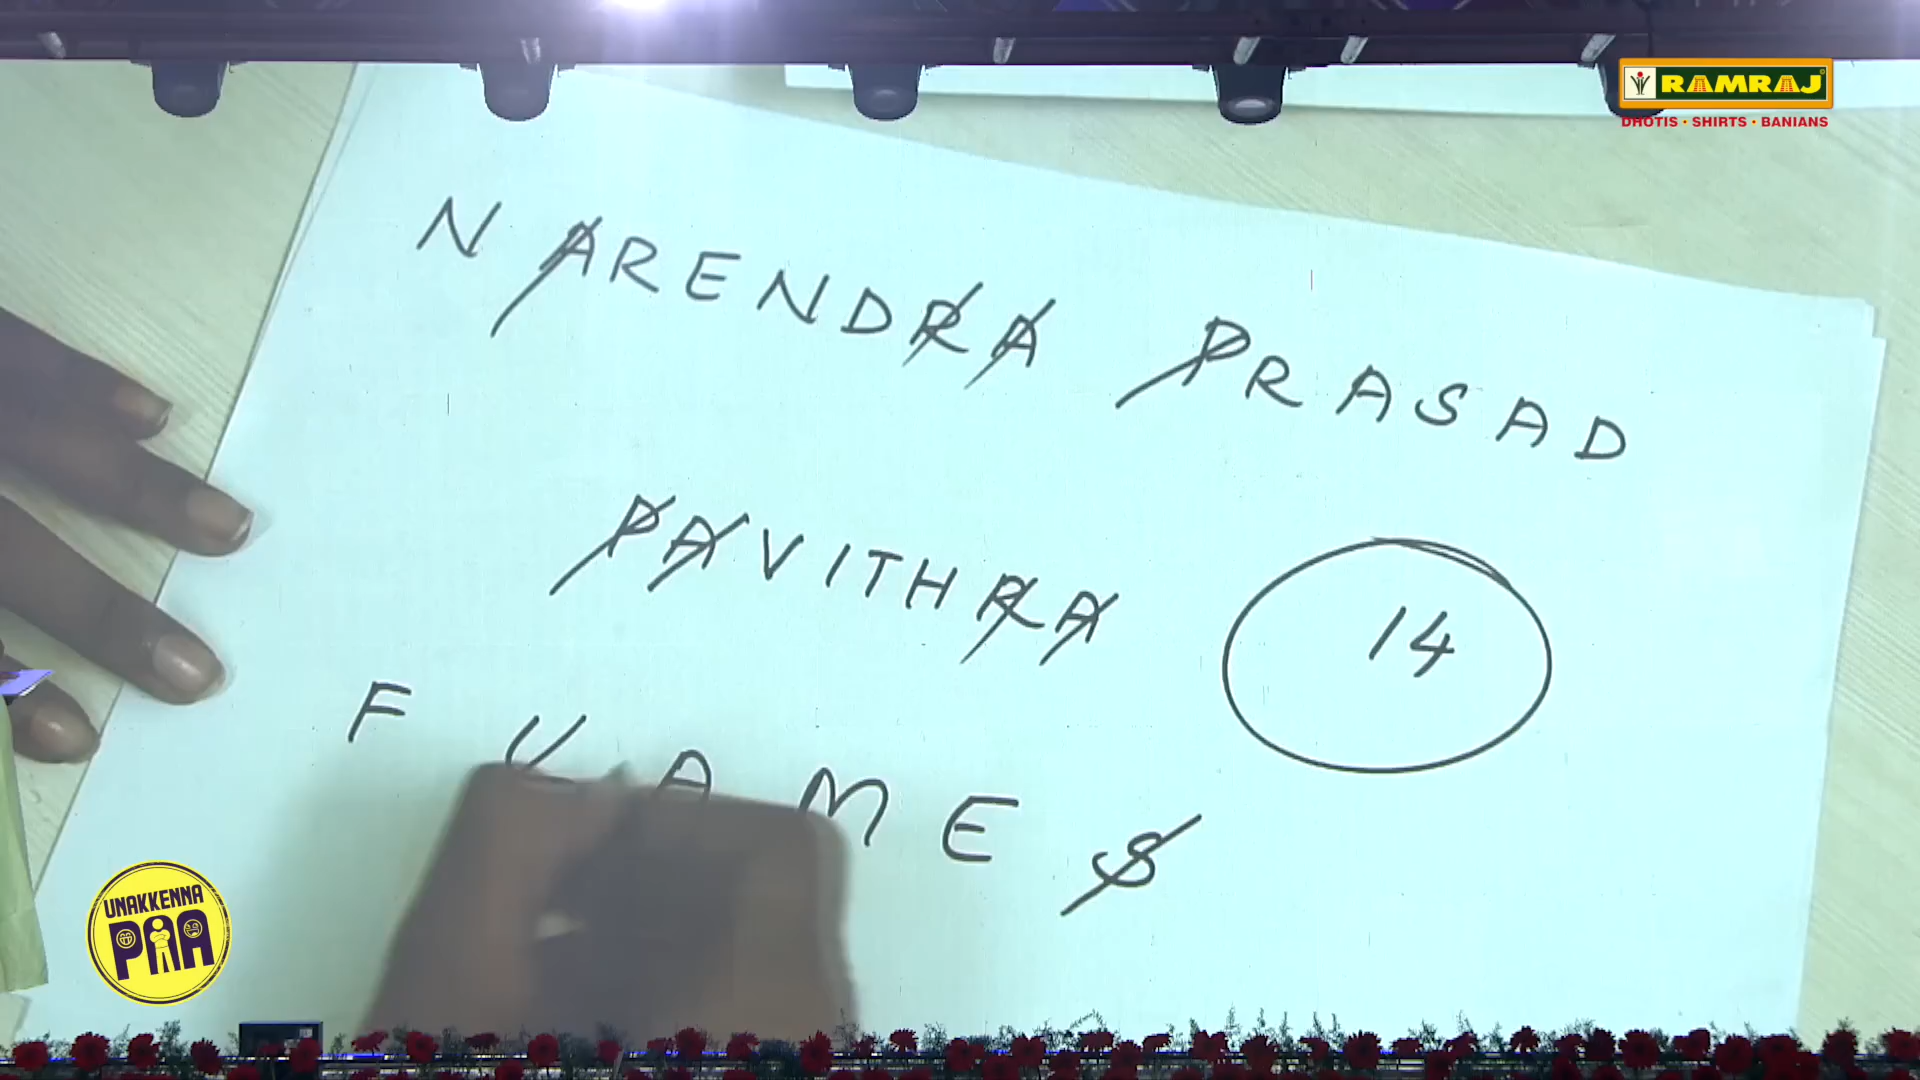 RAMRAJ
DHOTIS • SHIRTS • BANIANS
NARENDRA PRASAD
PAVITHRA 14
F L A M E S
UNAKKENNA
PAA